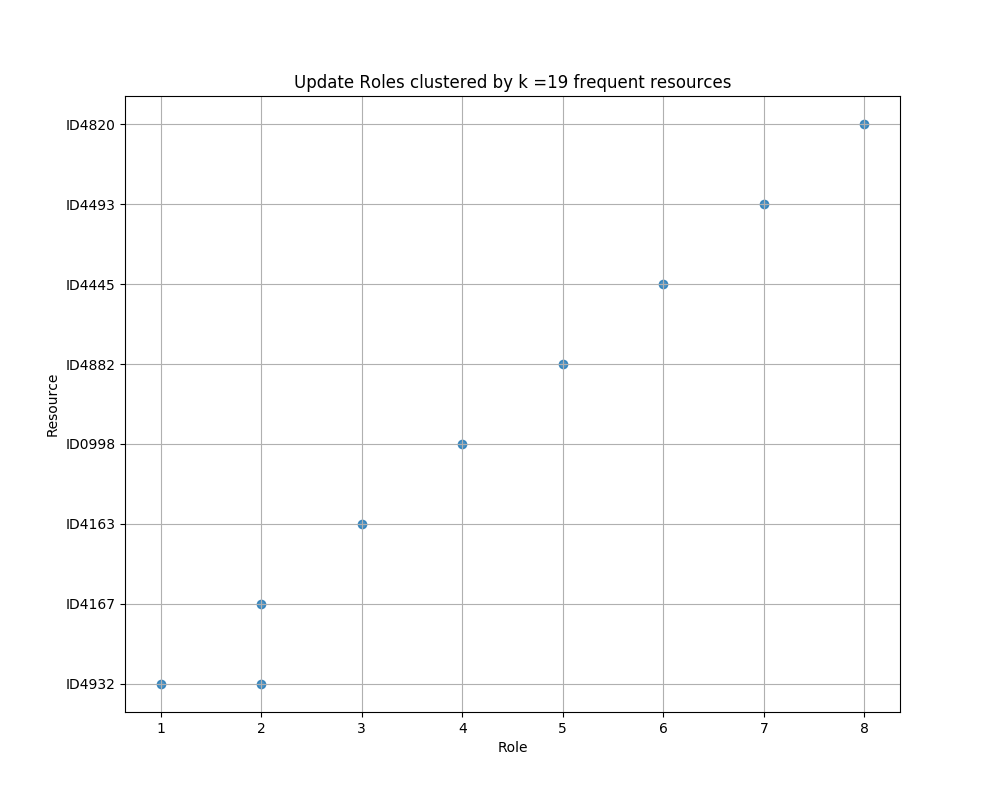 Update Roles clustered by k =19 frequent resources
ID4820
ID4493
ID4445
ID4882
ID0998
ID4163
ID4167
ID4932
Resource
1 2 3 4 5 6 7 8
Role